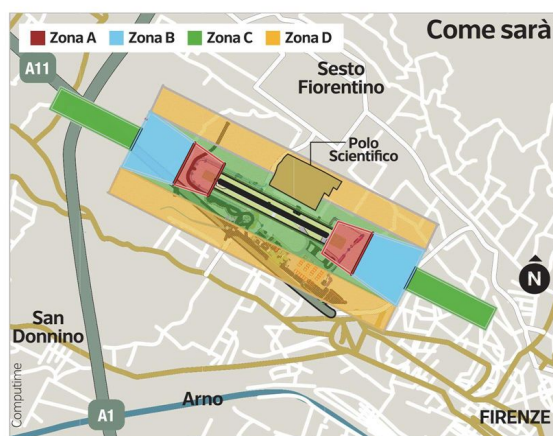 Come sarà
Zona A
Zona B
Zona C
Zona D
A11
Sesto
Fiorentino
Polo
Scientifico
N
San
Donnino
Computime
Arno
A1
FIRENZE